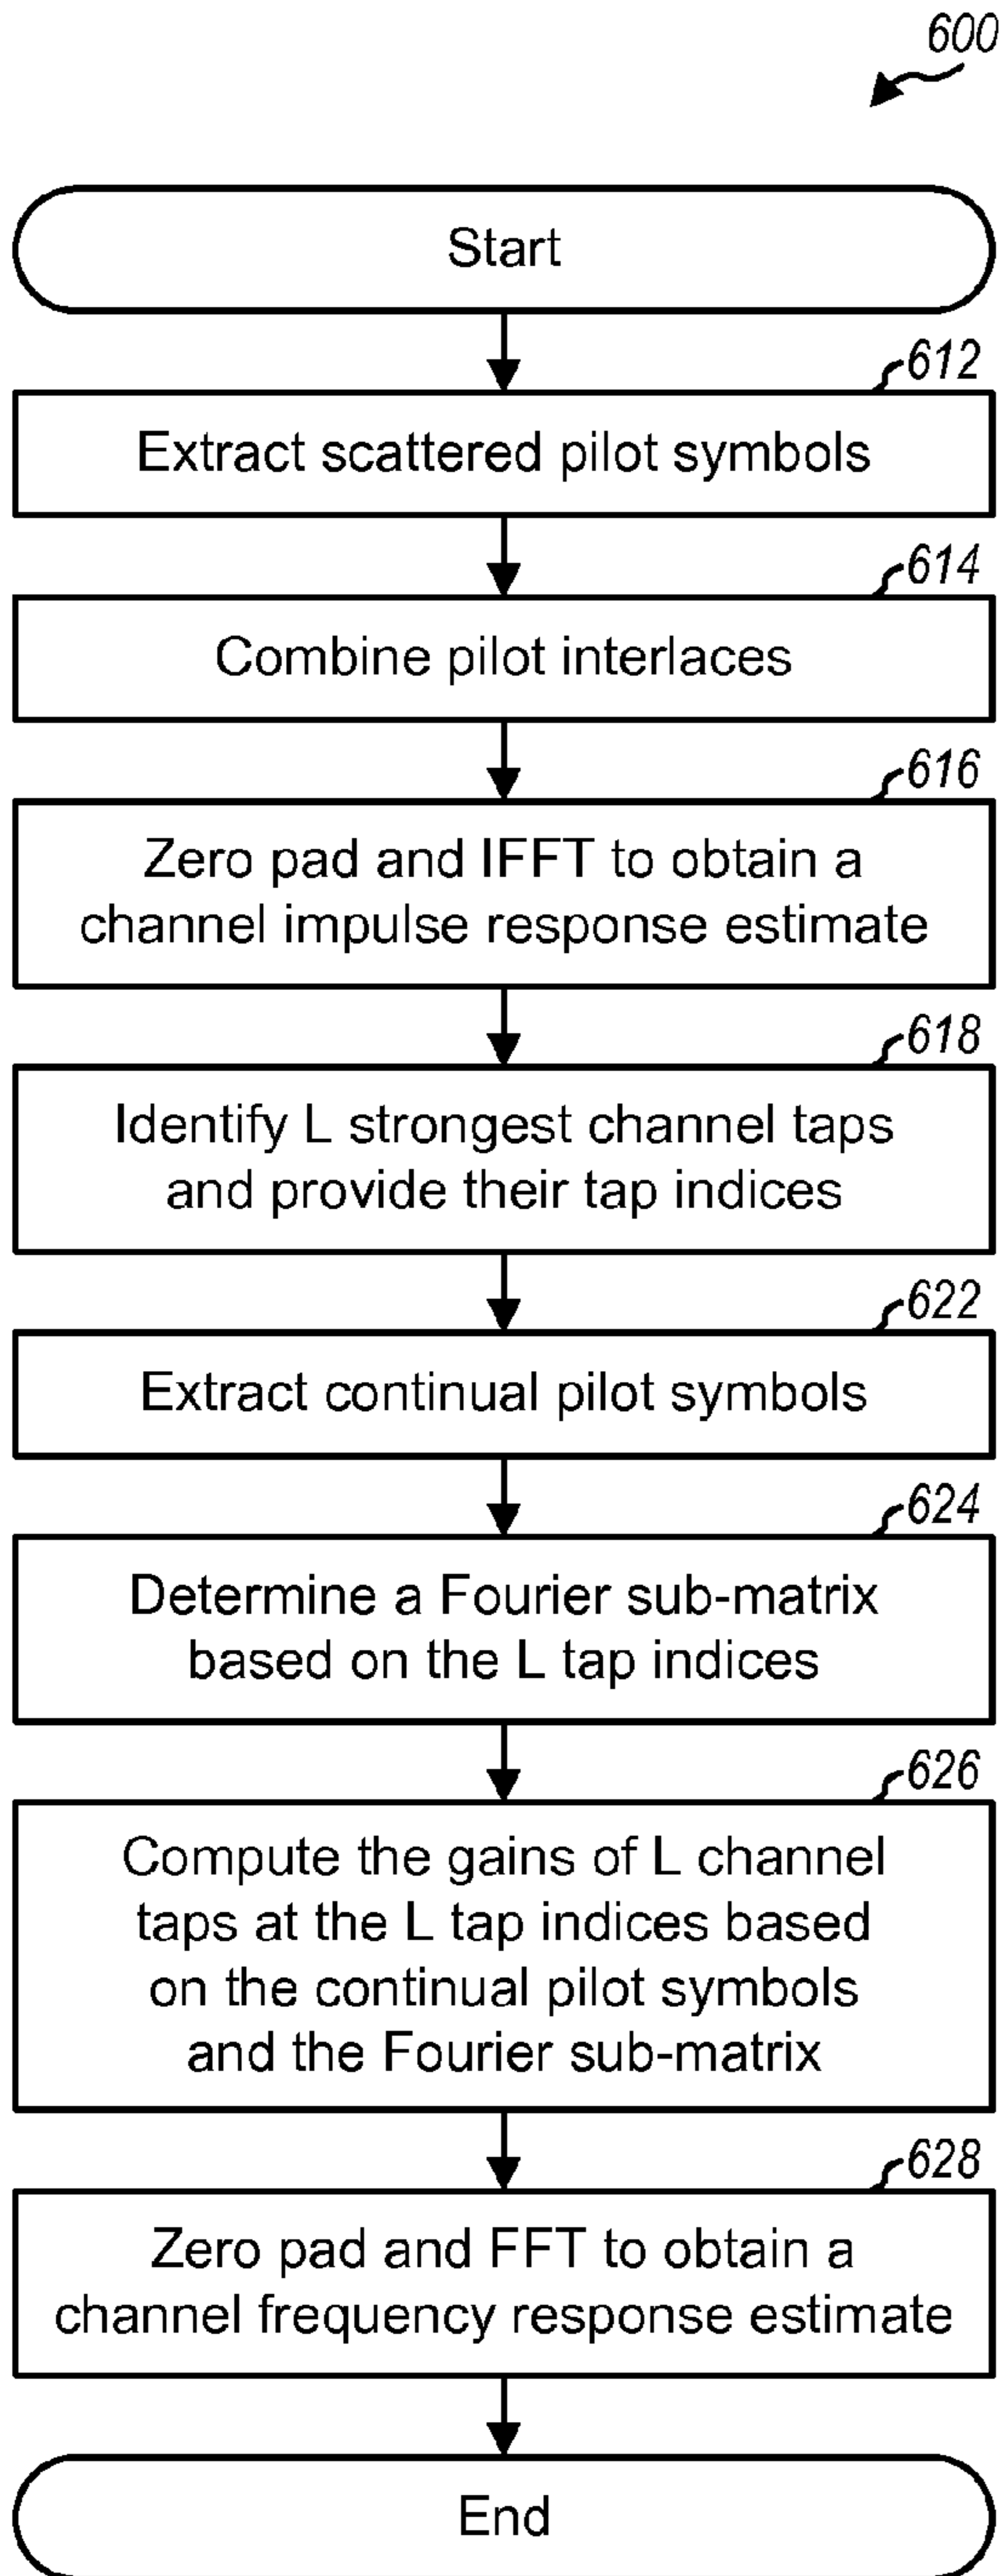 600
Start
612
Extract scattered pilot symbols
614
Combine pilot interlaces
616
Zero pad and IFFT to obtain a
channel impulse response estimate
618
Identify L strongest channel taps
and provide their tap indices
622
Extract continual pilot symbols
624
Determine a Fourier sub-matrix
based on the L tap indices
626
Compute the gains of L channel
taps at the L tap indices based
on the continual pilot symbols
and the Fourier sub-matrix
628
Zero pad and FFT to obtain a
channel frequency response estimate
End